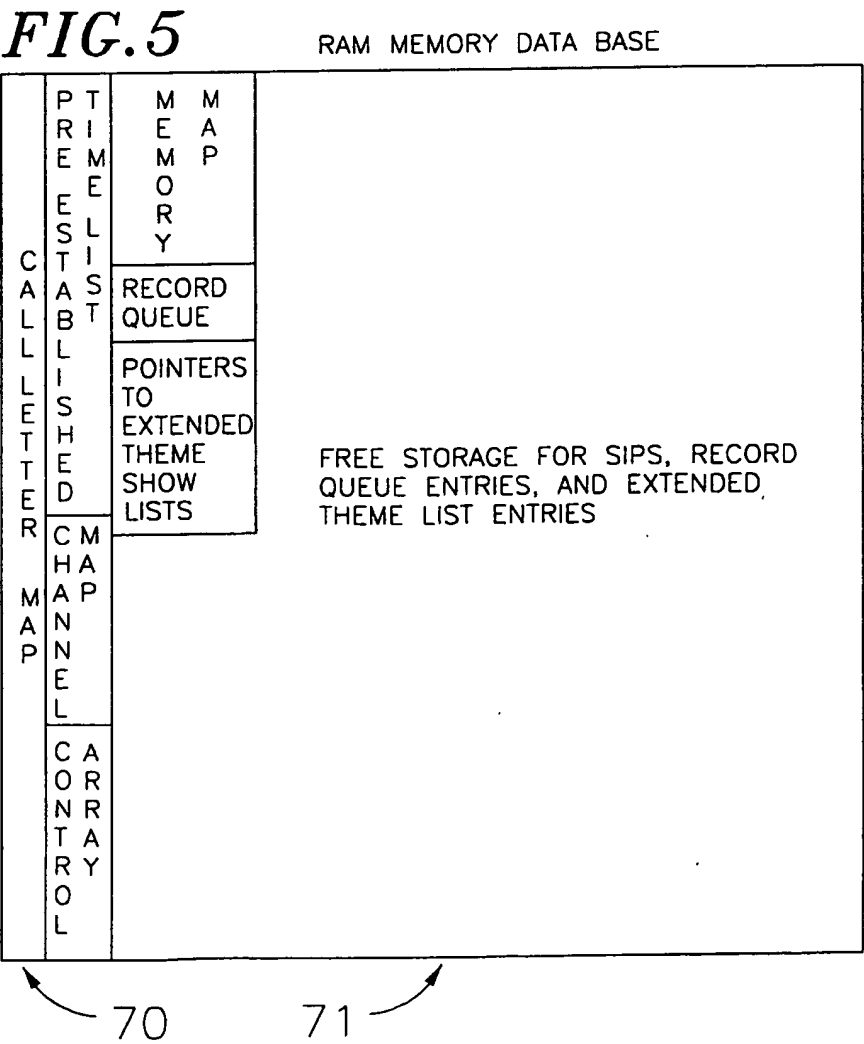 FIG.5
RAM MEMORY DATA BASE
CALL LETTER MAP
PRE ESTABLISHED
TIME LIST
CHANNEL
MAP
CONTROL
ARRAY
MEMORY
MAP
RECORD
QUEUE
POINTERS
TO
EXTENDED
THEME
SHOW
LISTS
FREE STORAGE FOR SIPS, RECORD
QUEUE ENTRIES, AND EXTENDED
THEME LIST ENTRIES
70
71